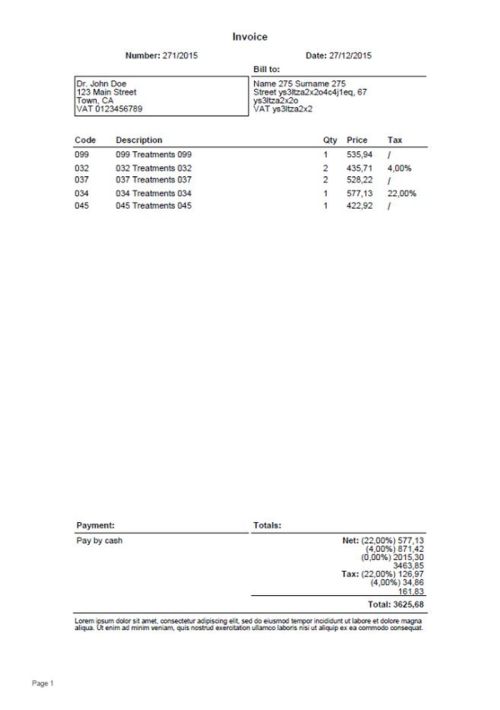 Invoice
Number: 271/2015 Date: 27/12/2015
Bill to:
Dr. John Doe
123 Main Street
Town, CA
VAT 0123456789
Name 275 Surname 275
Street ys3ltza2x2o4c4j1eq, 67
ys3ltza2x2o
VAT ys3ltza2x2
Code Description Qty Price Tax
099 099 Treatments 099 1 535,94 /
032 032 Treatments 032 2 435,71 4,00%
037 037 Treatments 037 2 528,22 /
034 034 Treatments 034 1 577,13 22,00%
045 045 Treatments 045 1 422,92 /
Payment: Totals:
Pay by cash
Net: (22,00%) 577,13
(4,00%) 871,42
(0,00%) 2015,30
3463,85
Tax: (22,00%) 126,97
(4,00%) 34,86
161,83
Total: 3625,68
Lorem ipsum dolor sit amet, consectetur adipiscing elit, sed do eiusmod tempor incididunt ut labore et dolore magna
aliqua. Ut enim ad minim veniam, quis nostrud exercitation ullamco laboris nisi ut aliquip ex ea commodo consequat.
Page 1